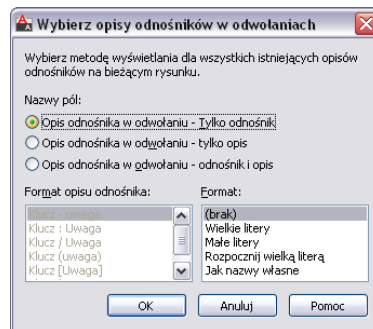 Wybierz opisy odnośników w odwołaniach
Wybierz metodę wyświetlania dla wszystkich istniejących opisów
odnośników na bieżącym rysunku.
Nazwy pól:
Opis odnośnika w odwołaniu - Tylko odnośnik
Opis odnośnika w odwołaniu - tylko opis
Opis odnośnika w odwołaniu - odnośnik i opis
Format opisu odnośnika:
Klucz - uwaga
Klucz : Uwaga
Klucz / Uwaga
Klucz (uwaga)
Klucz [Uwaga]
Format:
(brak)
Wielkie litery
Małe litery
Rozpocznij wielką literą
Jak nazwy własne
OK
Anuluj
Pomoc